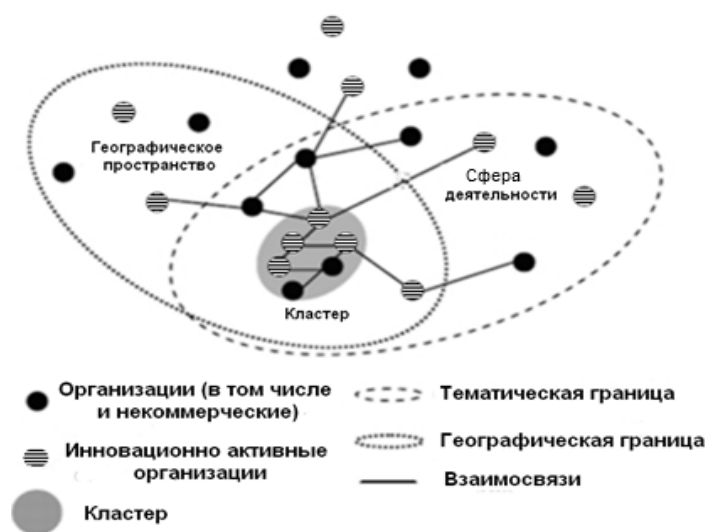 Географическое
пространство
Сфера
деятельности
Кластер
Организации (в том числе
и некоммерческие)
Инновационно активные
организации
Кластер
Тематическая граница
Географическая граница
Взаимосвязи